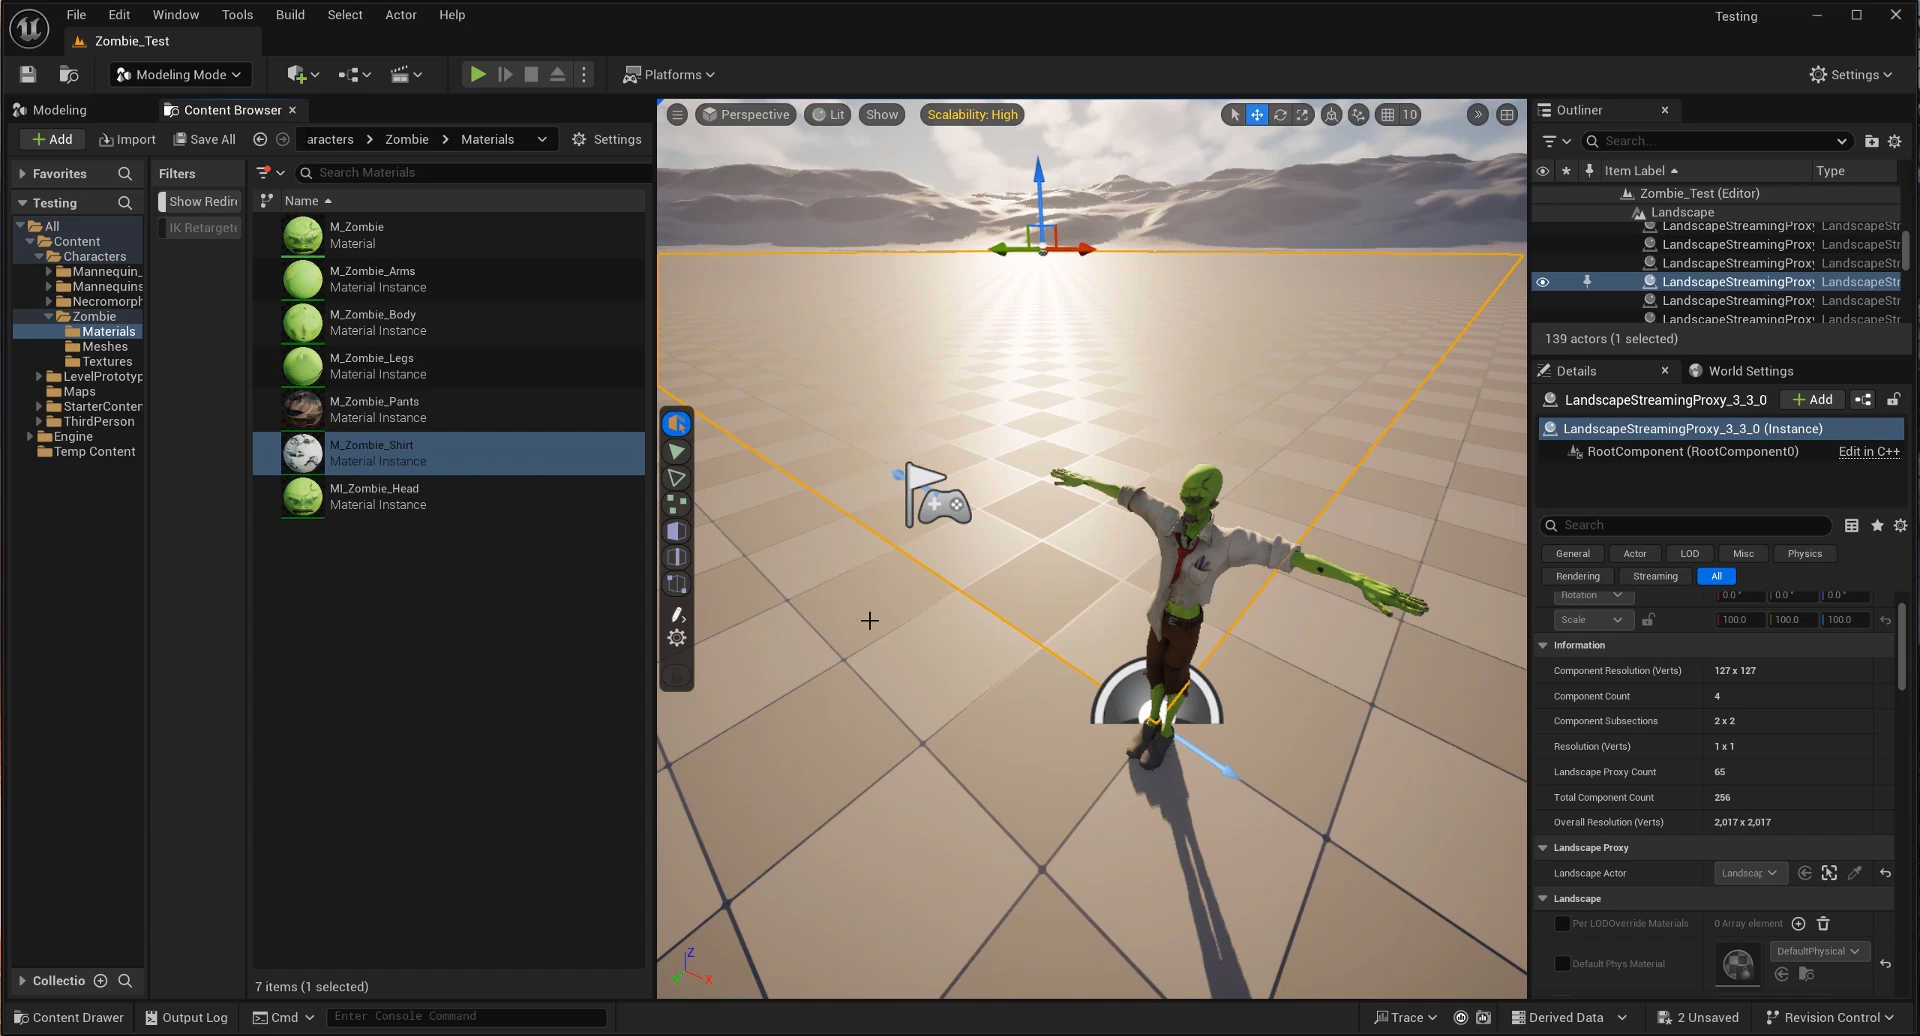 File Edit Window Tools Build Select Actor Help
Testing
Zombie_Test
Modeling Mode
Platforms
Settings
Modeling
Content Browser
Add Import Save All
aracters > Zombie > Materials
Settings
Favorites
Testing
All
Content
Characters
Mannequin_
Mannequins
Necromorph
Zombie
Materials
Meshes
Textures
LevelPrototyp
Maps
StarterConten
ThirdPerson
Engine
Temp Content
Collectio
Filters
Show Redire
IK Retargete
Search Materials
Name
M_Zombie
Material
M_Zombie_Arms
Material Instance
M_Zombie_Body
Material Instance
M_Zombie_Legs
Material Instance
M_Zombie_Pants
Material Instance
M_Zombie_Shirt
Material Instance
MI_Zombie_Head
Material Instance
7 items (1 selected)
Perspective Lit Show Scalability: High
10
Z
X
Outliner
Search...
Item Label Type
Zombie_Test (Editor)
Landscape
LandscapeStreamingProxy LandscapeStr
LandscapeStreamingProxy LandscapeStr
LandscapeStreamingProxy LandscapeStr
LandscapeStreamingProxy LandscapeStr
LandscapeStreamingProxy LandscapeStr
LandscapeStreamingProxy LandscapeStr
139 actors (1 selected)
Details World Settings
LandscapeStreamingProxy_3_3_0 Add
LandscapeStreamingProxy_3_3_0 (Instance)
RootComponent (RootComponent0) Edit in C++
Search
General Actor LOD Misc Physics
Rendering Streaming All
Rotation 0.0° 0.0° 0.0°
Scale 100.0 100.0 100.0
Information
Component Resolution (Verts) 127 x 127
Component Count 4
Component Subsections 2 x 2
Resolution (Verts) 1 x 1
Landscape Proxy Count 65
Total Component Count 256
Overall Resolution (Verts) 2,017 x 2,017
Landscape Proxy
Landscape Actor Landscap
Landscape
Per LODOverride Materials 0 Array element
Default Phys Material DefaultPhysical
Content Drawer Output Log Cmd Enter Console Command
Trace Derived Data 2 Unsaved Revision Control